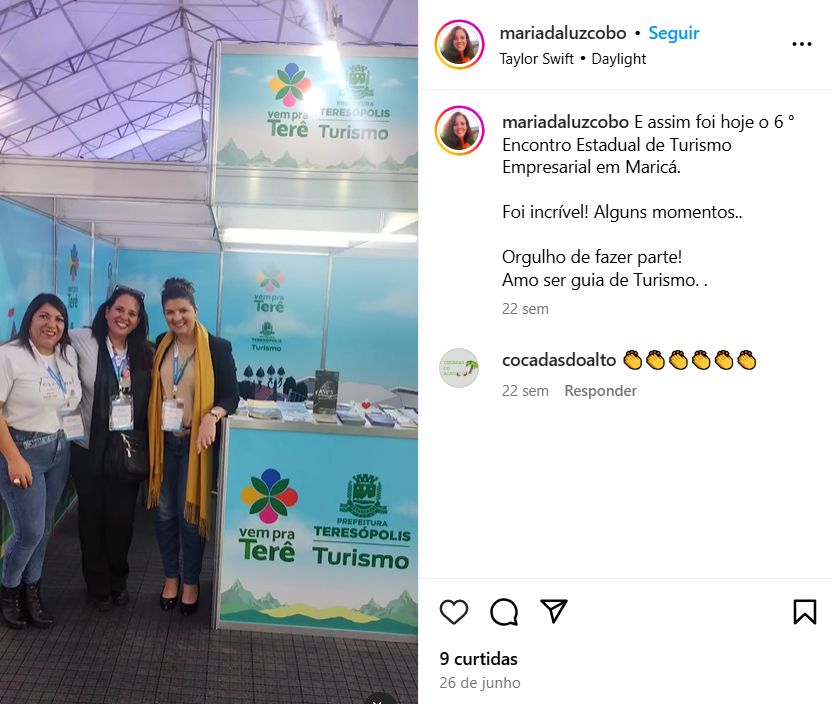 mariadaluzcobo • Seguir
Taylor Swift • Daylight
mariadaluzcobo E assim foi hoje o 6 °
Encontro Estadual de Turismo
Empresarial em Maricá.
Foi incrível! Alguns momentos..
Orgulho de fazer parte!
Amo ser guia de Turismo. .
22 sem
cocadasdoalto 👏👏👏👏👏👏
22 sem Responder
9 curtidas
26 de junho
vem pra
Terê
PREFEITURA
TERESÓPOLIS
Turismo
vem pra
Terê
TERESÓPOLIS
Turismo
vem pra
Terê
PREFEITURA
TERESÓPOLIS
Turismo